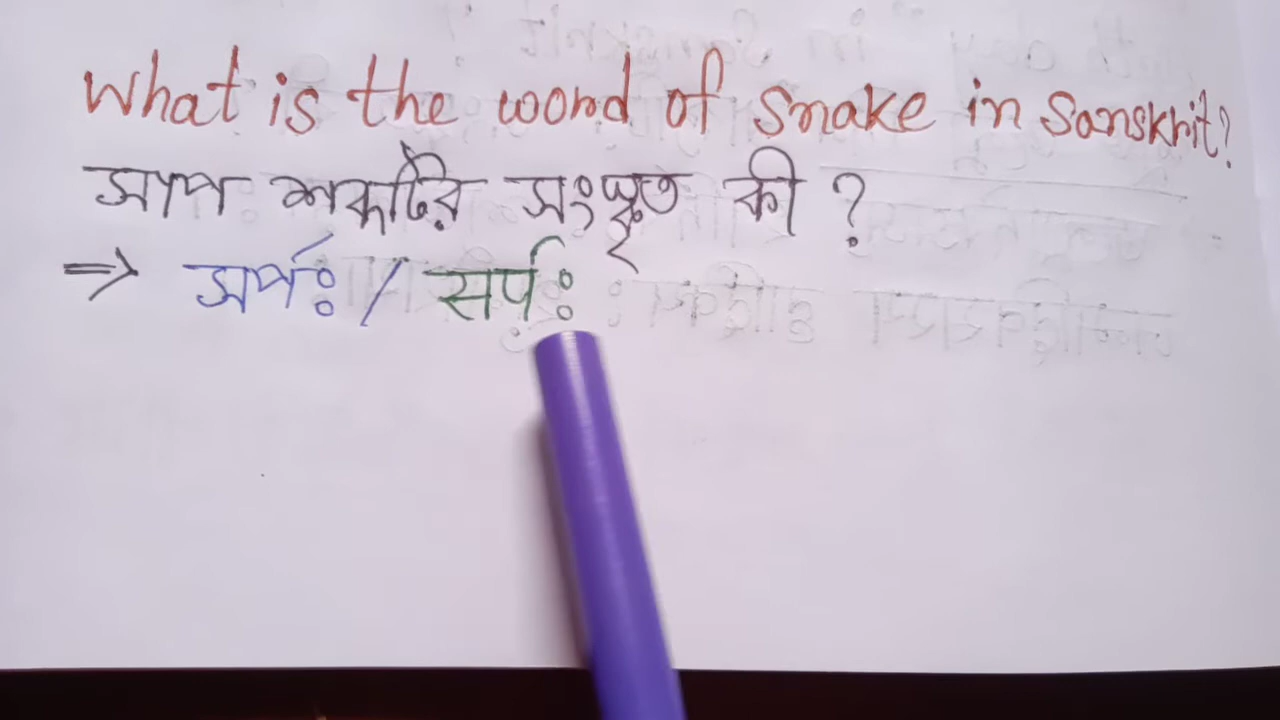 What is the word of snake in Sanskrit?
সাপ শব্দটির সংস্কৃত কী ?
⇒ সর্পঃ / सर्पः